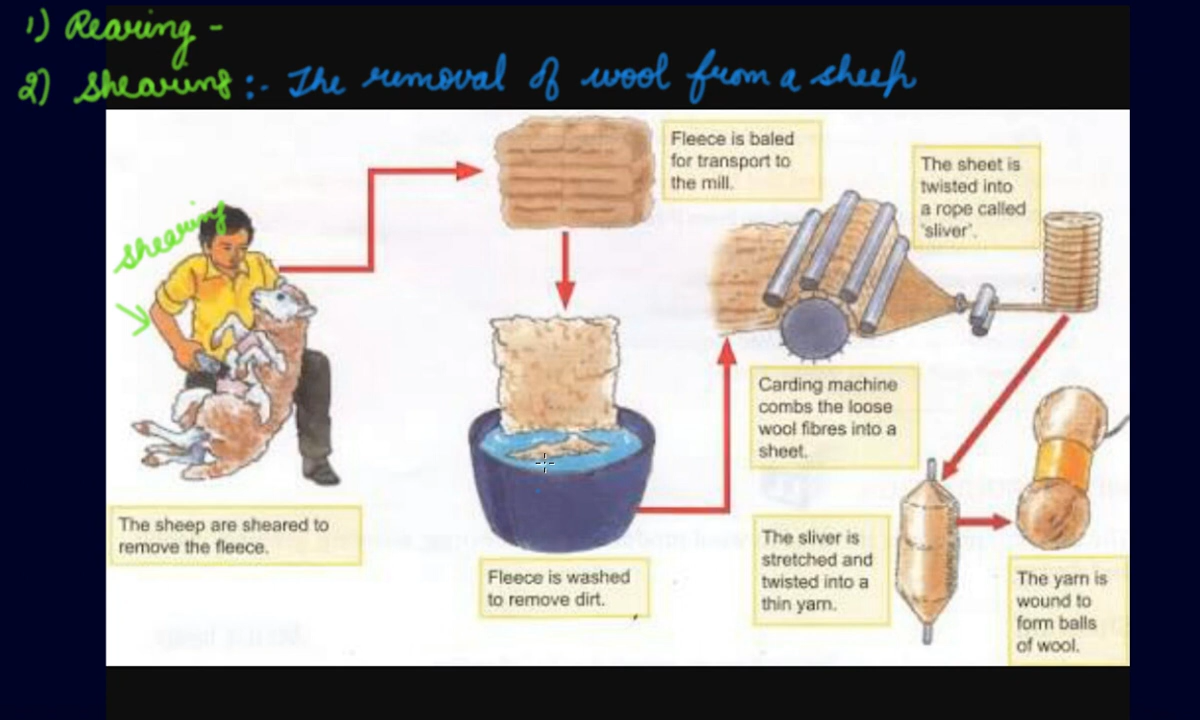 1) Rearing -
2) Shearing :- The removal of wool from a sheep
shearing
Fleece is baled
for transport to
the mill.
The sheet is
twisted into
a rope called
'sliver'.
Carding machine
combs the loose
wool fibres into a
sheet.
The sheep are sheared to
remove the fleece.
Fleece is washed
to remove dirt.
The sliver is
stretched and
twisted into a
thin yarn.
The yarn is
wound to
form balls
of wool.